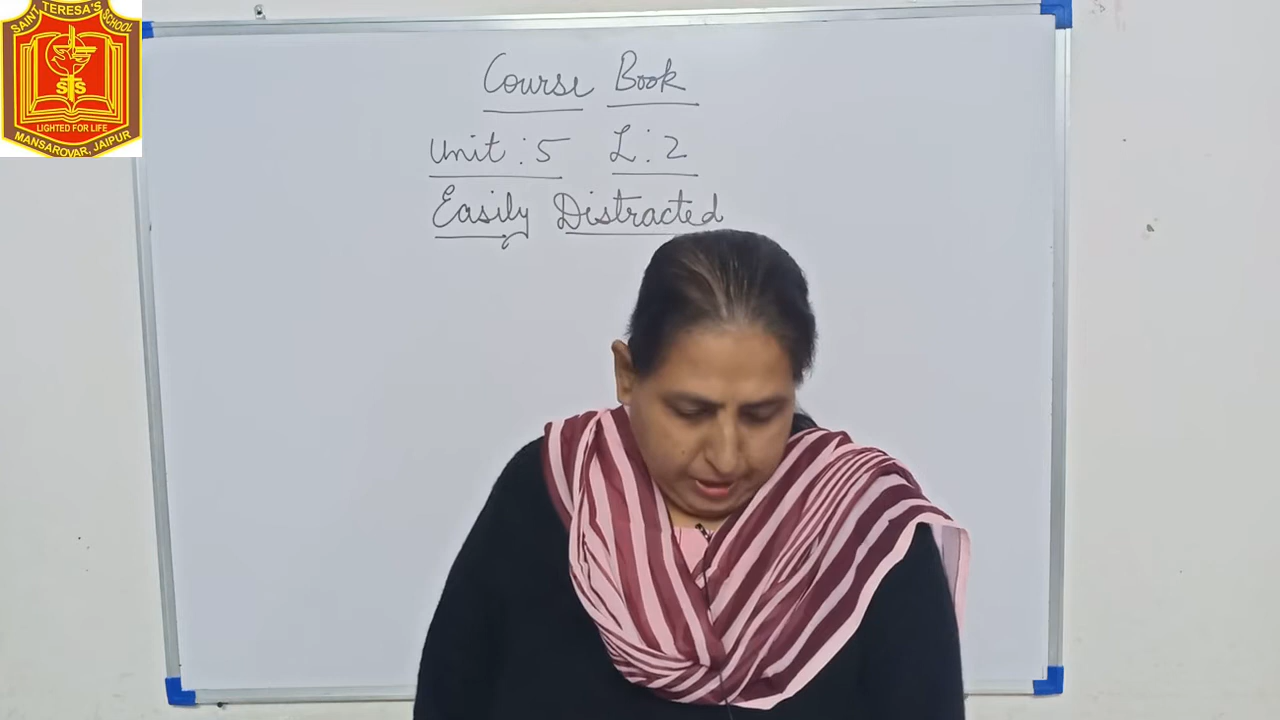 SAINT TERESA'S SCHOOL
STS
LIGHTED FOR LIFE
MANSAROVAR, JAIPUR
Course Book
Unit : 5 L : 2
Easily Distracted